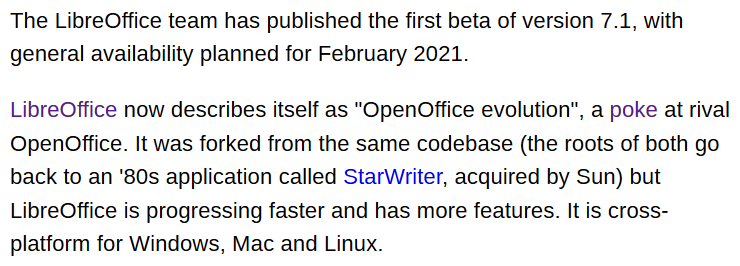 The LibreOffice team has published the first beta of version 7.1, with
general availability planned for February 2021.
LibreOffice now describes itself as "OpenOffice evolution", a poke at rival
OpenOffice. It was forked from the same codebase (the roots of both go
back to an '80s application called StarWriter, acquired by Sun) but
LibreOffice is progressing faster and has more features. It is cross-
platform for Windows, Mac and Linux.